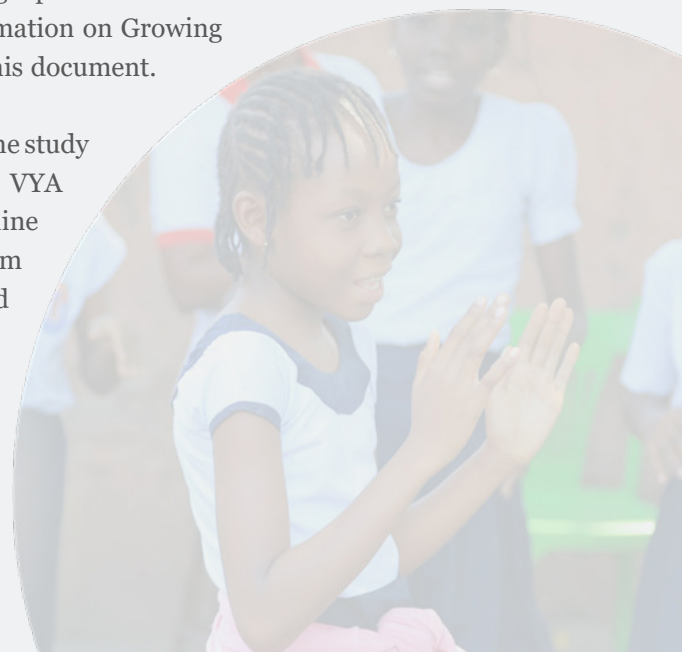 mation on Growing
his document.
he study
VYA
ine
m
d